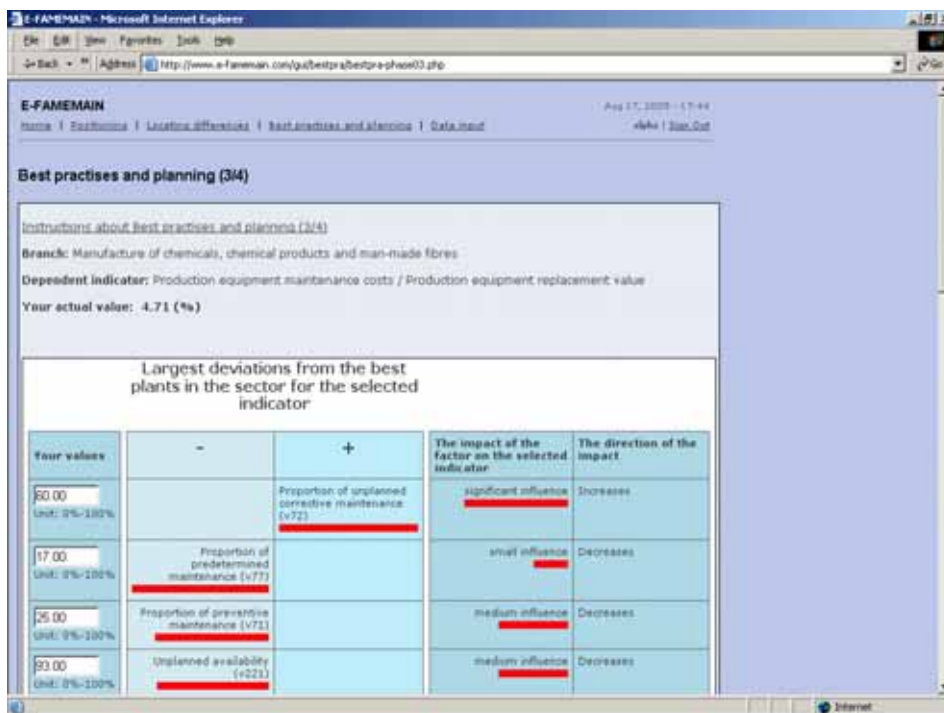 E-FAMEMAIN - Microsoft Internet Explorer
File Edit View Favorites Tools Help
Back Address http://www.e-famemain.com/gui/bestpra/bestpra-phase03.php Go
E-FAMEMAIN Aug 17, 2005 - 17:44
Home | Positioning | Locating differences | Best practises and planning | Data input alpha | Sign Out
Best practises and planning (3/4)
Instructions about Best practises and planning (3/4)
Branch: Manufacture of chemicals, chemical products and man-made fibres
Dependent indicator: Production equipment maintenance costs / Production equipment replacement value
Your actual value: 4.71 (%)
Largest deviations from the best
plants in the sector for the selected
indicator
Your values - + The impact of the factor on the selected indicator The direction of the impact
60.00
Unit: 0%-100%
Proportion of unplanned
corrective maintenance
(v72)
significant influence Increases
17.00
Unit: 0%-100%
Proportion of
predetermined
maintenance (v77)
small influence Decreases
25.00
Unit: 0%-100%
Proportion of preventive
maintenance (v71)
medium influence Decreases
93.00
Unit: 0%-100%
Unplanned availability
(v221)
medium influence Decreases
Internet